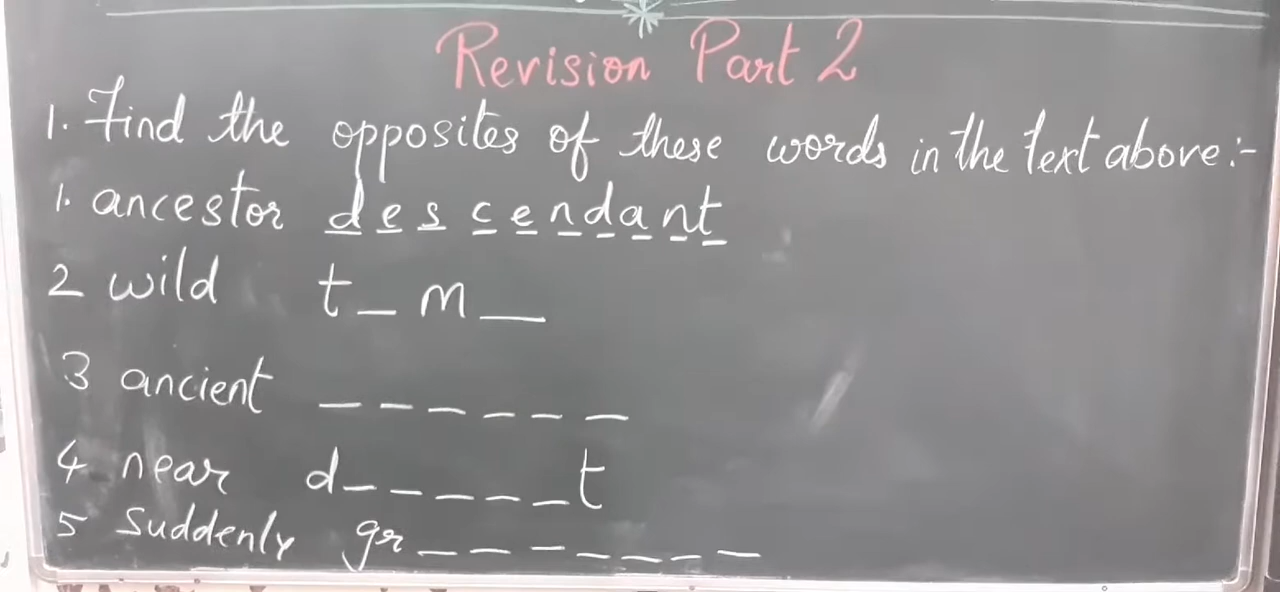 Revision Part 2
1. Find the opposites of these words in the text above:-
1. ancestor descendant
2 wild t_m_
3 ancient _ _ _ _ _ _
4 near d_ _ _ _ _t
5 suddenly gr_ _ _ _ _ _ _